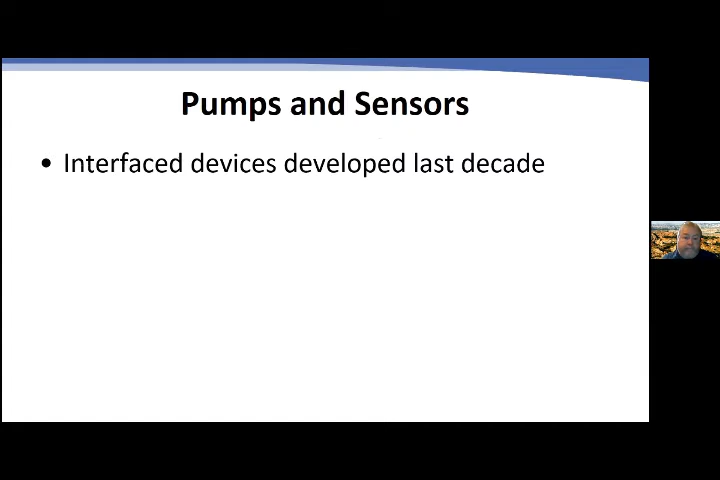 Pumps and Sensors
• Interfaced devices developed last decade